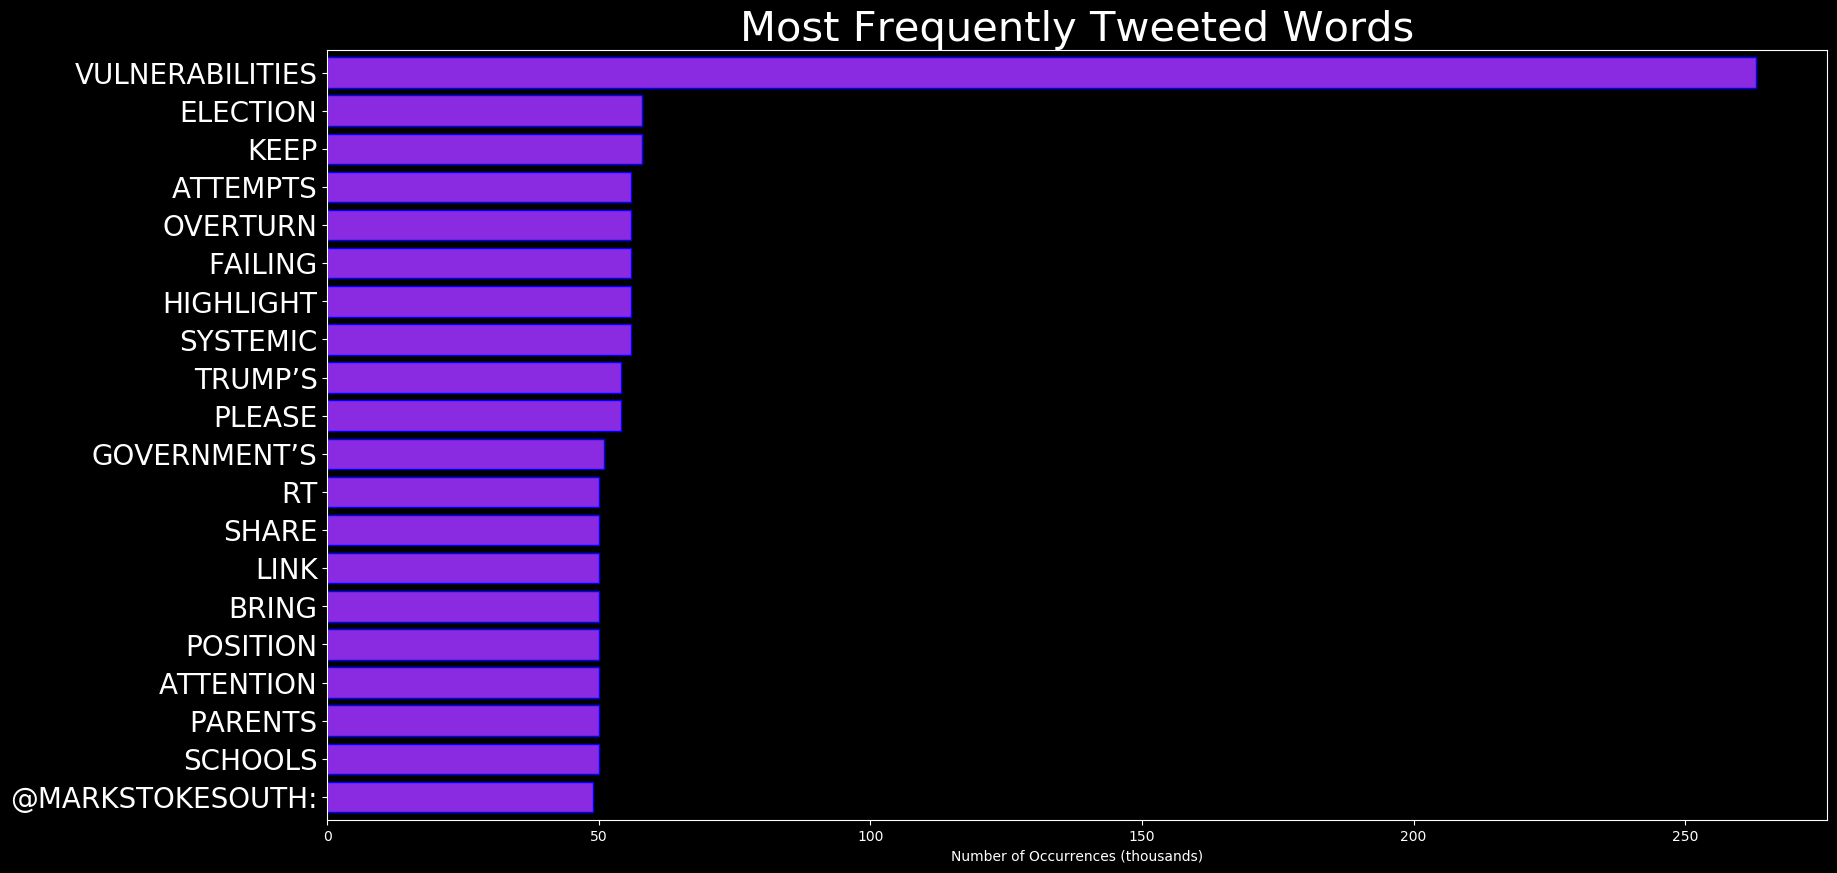 Most Frequently Tweeted Words
VULNERABILITIES
ELECTION
KEEP
ATTEMPTS
OVERTURN
FAILING
HIGHLIGHT
SYSTEMIC
TRUMP’S
PLEASE
GOVERNMENT’S
RT
SHARE
LINK
BRING
POSITION
ATTENTION
PARENTS
SCHOOLS
@MARKSTOKESOUTH:
0 50 100 150 200 250
Number of Occurrences (thousands)